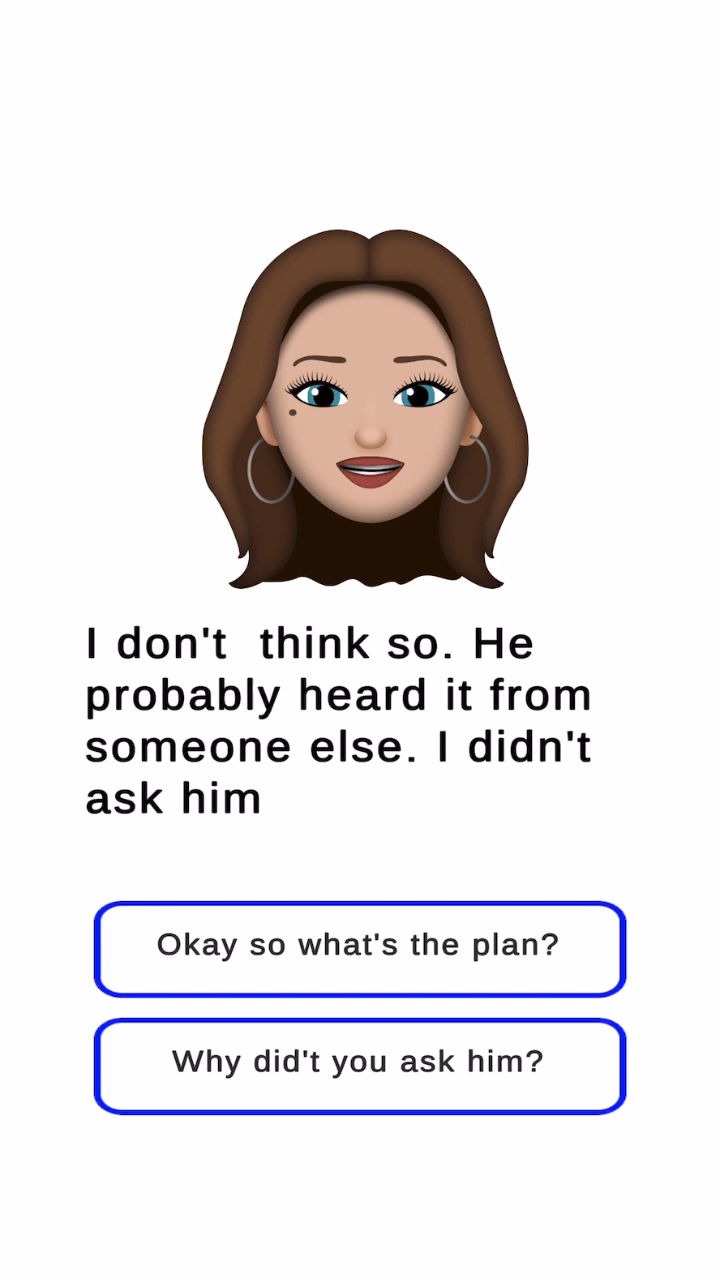 I don't  think so. He
probably heard it from
someone else. I didn't
ask him
Okay so what's the plan?
Why did't you ask him?